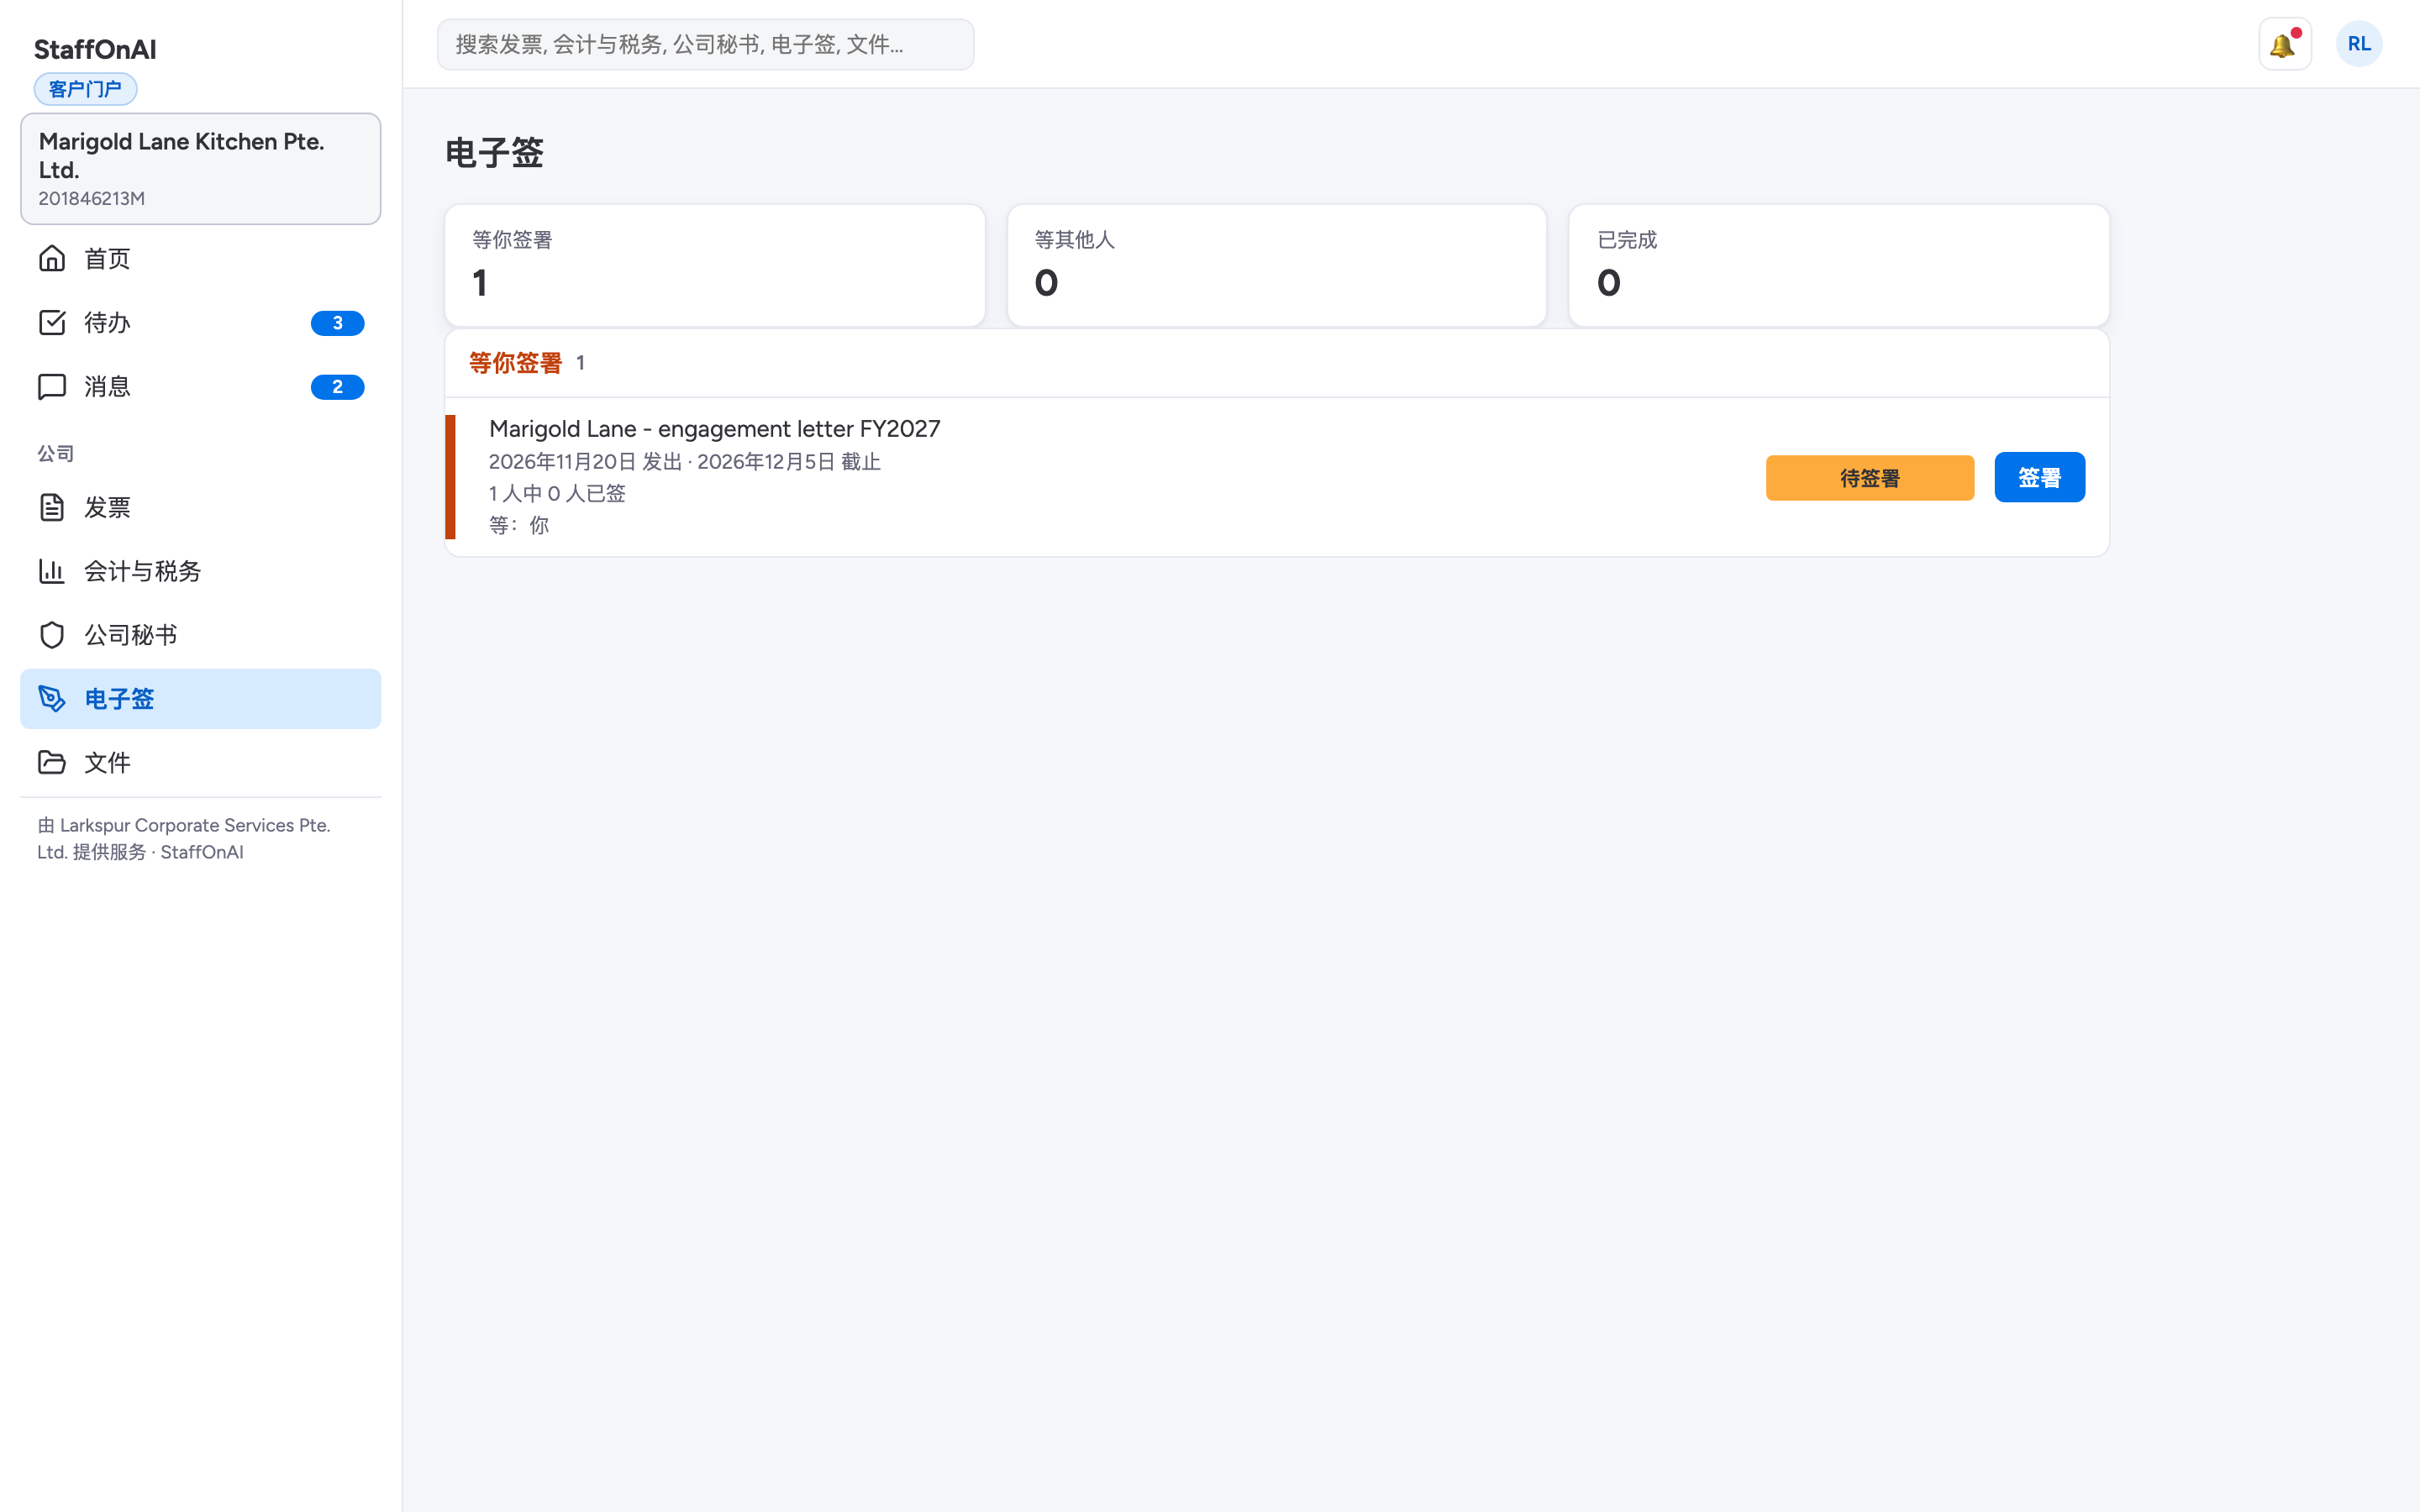 StaffOnAI
客户门户
Marigold Lane Kitchen Pte.
Ltd.
201846213M
首页
待办 3
消息 2
公司
发票
会计与税务
公司秘书
电子签
文件
由 Larkspur Corporate Services Pte.
Ltd. 提供服务 · StaffOnAI
搜索发票, 会计与税务, 公司秘书, 电子签, 文件...
RL
电子签
等你签署
1
等其他人
0
已完成
0
等你签署 1
Marigold Lane - engagement letter FY2027
2026年11月20日 发出 · 2026年12月5日 截止
1 人中 0 人已签
等：你
待签署
签署